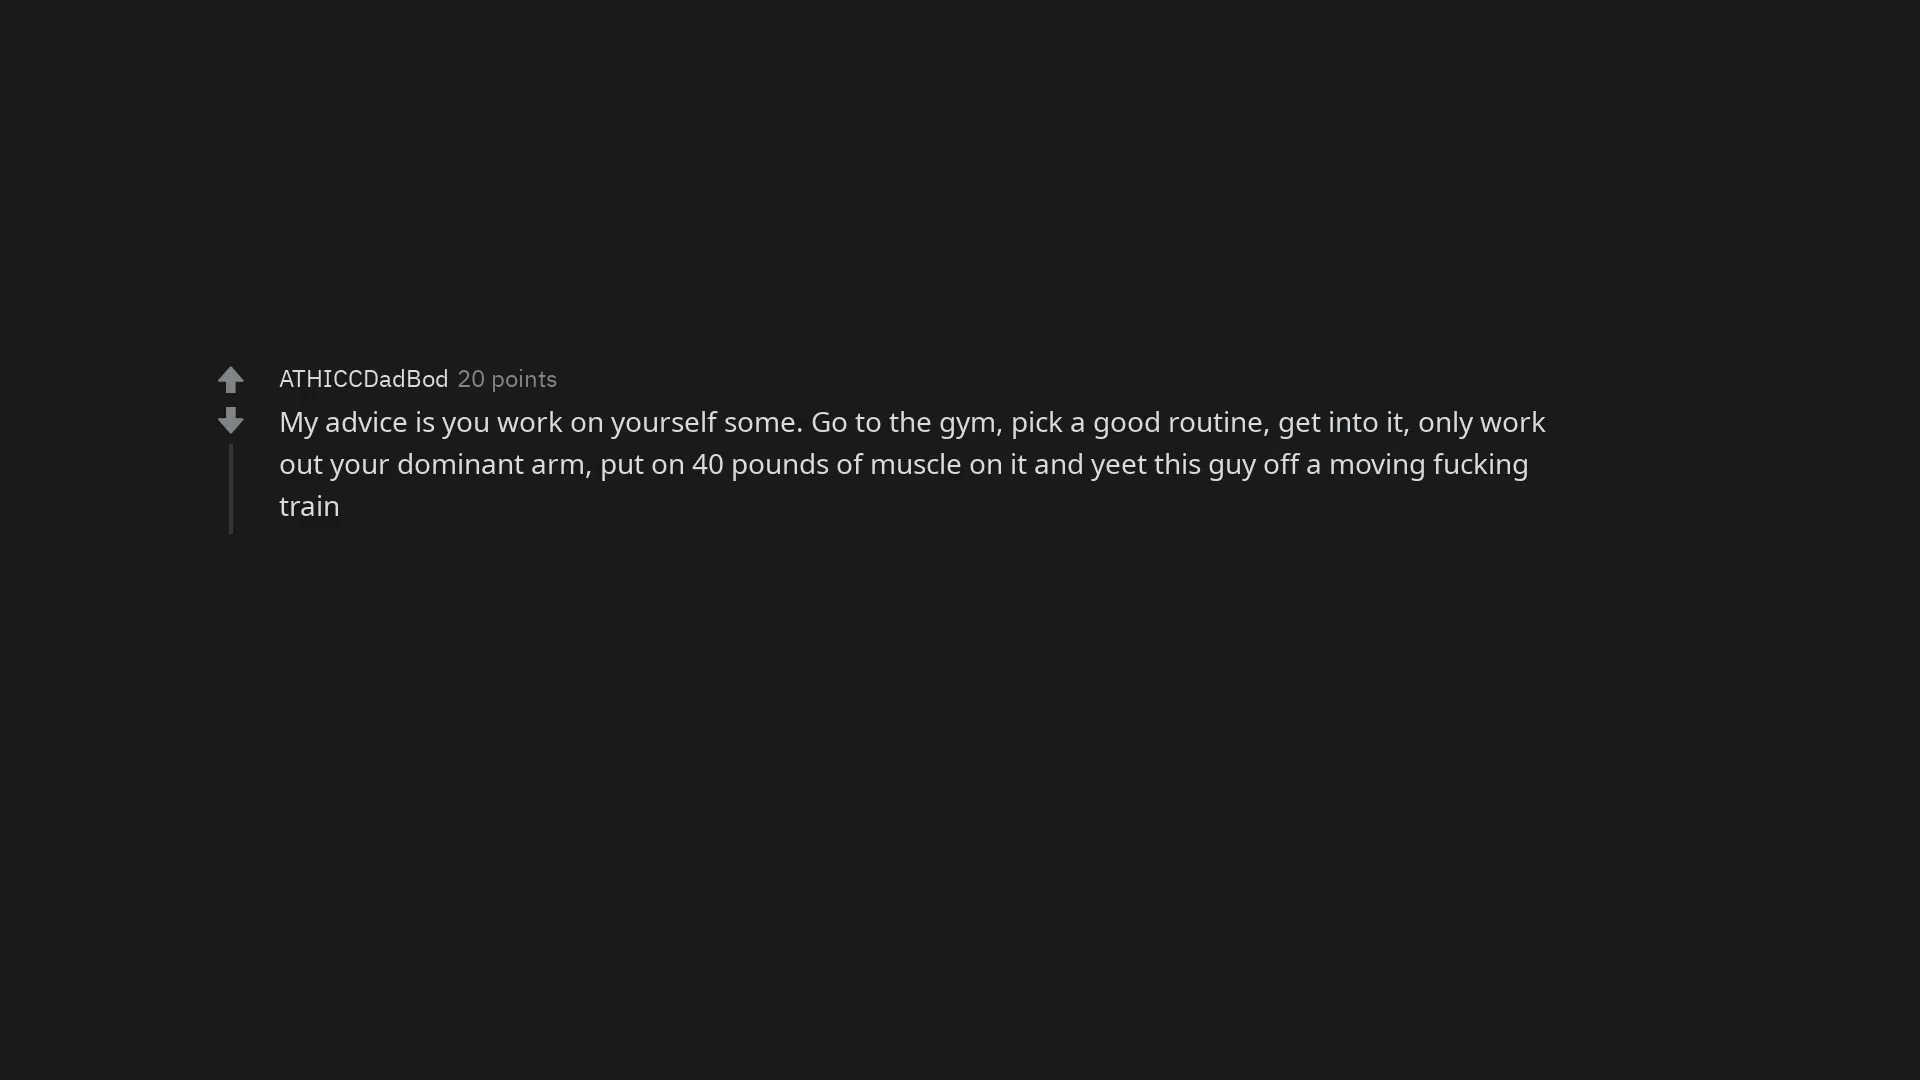 ATHICCDadBod 20 points
My advice is you work on yourself some. Go to the gym, pick a good routine, get into it, only work
out your dominant arm, put on 40 pounds of muscle on it and yeet this guy off a moving fucking
train